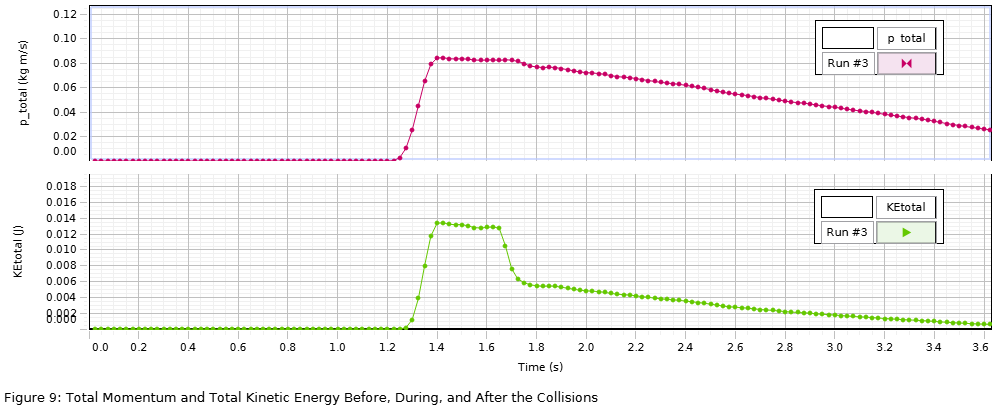 0.12
0.10
0.08
0.06
0.04
0.02
0.00
p_total (kg m/s)
p total
Run #3
0.018
0.016
0.014
0.012
0.010
0.008
0.006
0.004
0.002
0.000
KEtotal (J)
KEtotal
Run #3
0.0 0.2 0.4 0.6 0.8 1.0 1.2 1.4 1.6 1.8 2.0 2.2 2.4 2.6 2.8 3.0 3.2 3.4 3.6
Time (s)
Figure 9: Total Momentum and Total Kinetic Energy Before, During, and After the Collisions